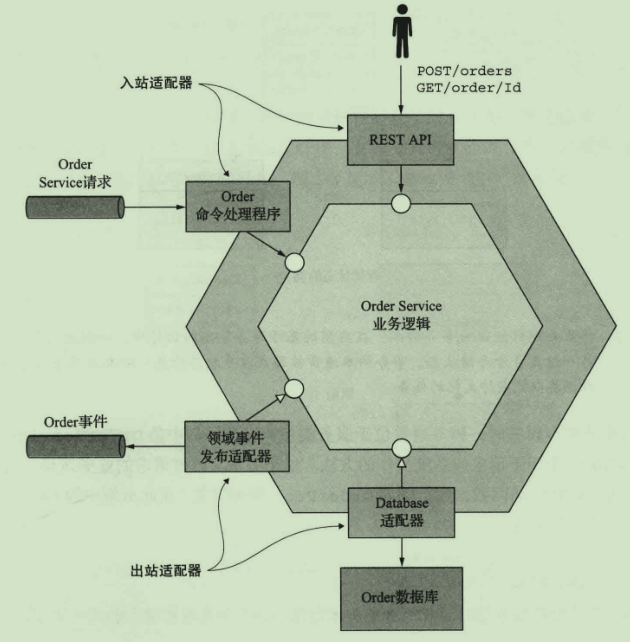 入站适配器
POST/orders
GET/order/Id
REST API
Order
Service请求
Order
命令处理程序
Order Service
业务逻辑
Order事件
领域事件
发布适配器
Database
适配器
出站适配器
Order数据库